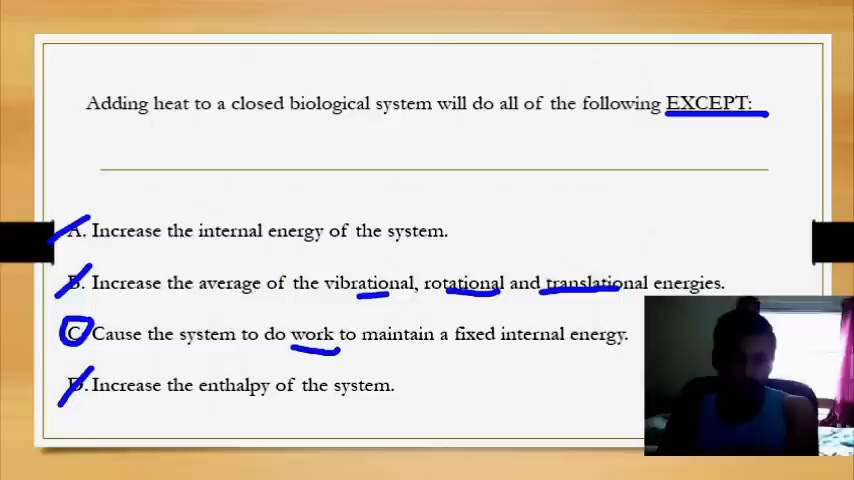 Adding heat to a closed biological system will do all of the following EXCEPT:
A. Increase the internal energy of the system.
B. Increase the average of the vibrational, rotational and translational energies.
C. Cause the system to do work to maintain a fixed internal energy.
D. Increase the enthalpy of the system.